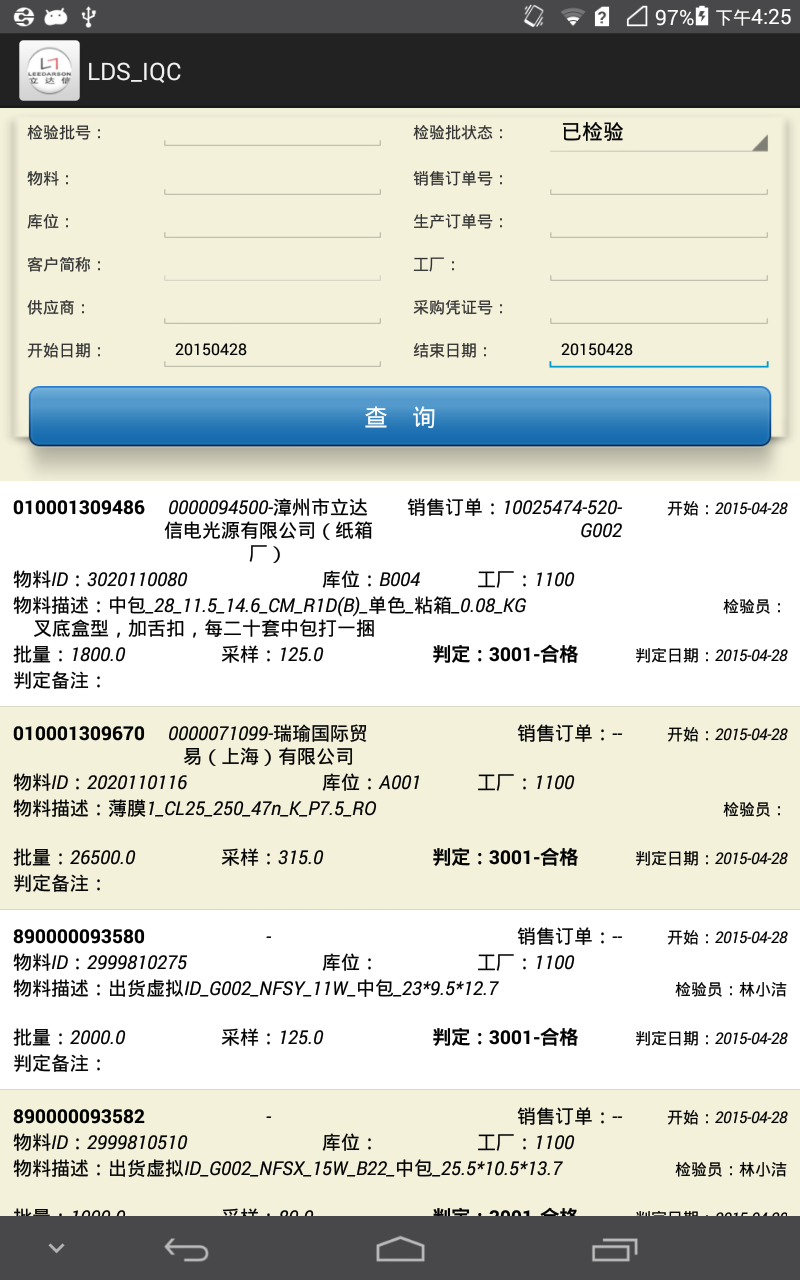 97% 下午4:25
LEEDARSON
立达信
LDS_IQC
检验批号： 检验批状态： 已检验
物料： 销售订单号：
库位： 生产订单号：
客户简称： 工厂：
供应商： 采购凭证号：
开始日期： 20150428 结束日期： 20150428
查 询
010001309486 0000094500-漳州市立达 销售订单：10025474-520- 开始：2015-04-28
信电光源有限公司（纸箱 G002
厂）
物料ID：3020110080 库位：B004 工厂：1100
物料描述：中包_28_11.5_14.6_CM_R1D(B)_单色_粘箱_0.08_KG 检验员：
叉底盒型，加舌扣，每二十套中包打一捆
批量：1800.0 采样：125.0 判定：3001-合格 判定日期：2015-04-28
判定备注：
010001309670 0000071099-瑞瑜国际贸 销售订单：-- 开始：2015-04-28
易（上海）有限公司
物料ID：2020110116 库位：A001 工厂：1100
物料描述：薄膜1_CL25_250_47n_K_P7.5_RO 检验员：
批量：26500.0 采样：315.0 判定：3001-合格 判定日期：2015-04-28
判定备注：
890000093580 - 销售订单：-- 开始：2015-04-28
物料ID：2999810275 库位： 工厂：1100
物料描述：出货虚拟ID_G002_NFSY_11W_中包_23*9.5*12.7 检验员：林小洁
批量：2000.0 采样：125.0 判定：3001-合格 判定日期：2015-04-28
判定备注：
890000093582 - 销售订单：-- 开始：2015-04-28
物料ID：2999810510 库位： 工厂：1100
物料描述：出货虚拟ID_G002_NFSX_15W_B22_中包_25.5*10.5*13.7 检验员：林小洁